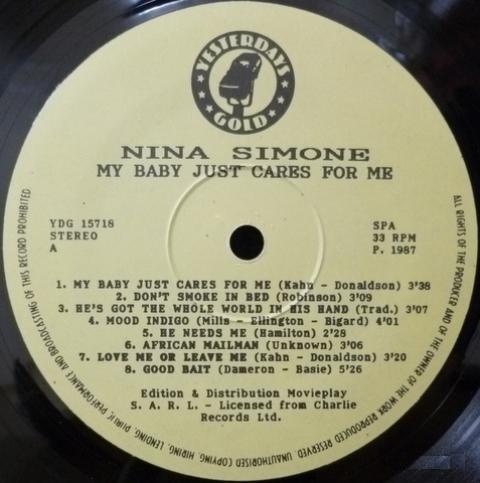 YESTERDAYS
GOLD
NINA SIMONE
MY BABY JUST CARES FOR ME
YDG 15718
STEREO
A
SPA
33 RPM
P. 1987
1. MY BABY JUST CARES FOR ME (Kahn - Donaldson) 3'38
2. DON'T SMOKE IN BED (Robinson) 3'09
3. HE'S GOT THE WHOLE WORLD IN HIS HAND (Trad.) 3'07
4. MOOD INDIGO (Mills - Ellington - Bigard) 4'01
5. HE NEEDS ME (Hamilton) 2'28
6. AFRICAN MAILMAN (Unknown) 3'06
7. LOVE ME OR LEAVE ME (Kahn - Donaldson) 3'20
8. GOOD BAIT (Dameron - Basie) 5'26
Edition & Distribution Movieplay
S. A. R. L. - Licensed from Charlie
Records Ltd.
ALL RIGHTS OF THE PRODUCER AND OF THE OWNER OF THE WORK REPRODUCED RESERVED. UNAUTHORISED COPYING, HIRING, LENDING, PUBLIC PERFORMANCE AND BROADCASTING OF THIS RECORD PROHIBITED